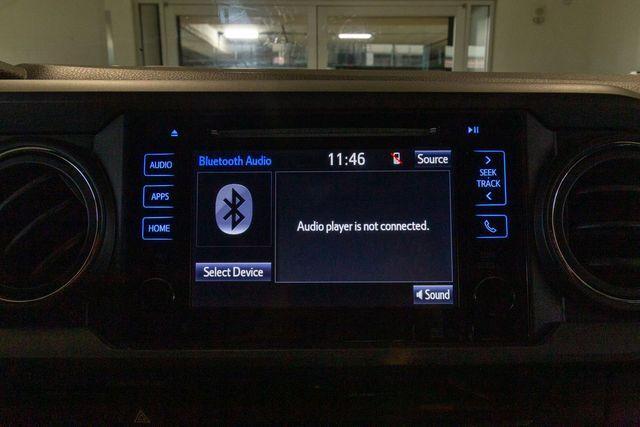 Bluetooth Audio 11:46 Source
AUDIO
APPS
HOME
Audio player is not connected.
Select Device
Sound
SEEK
TRACK